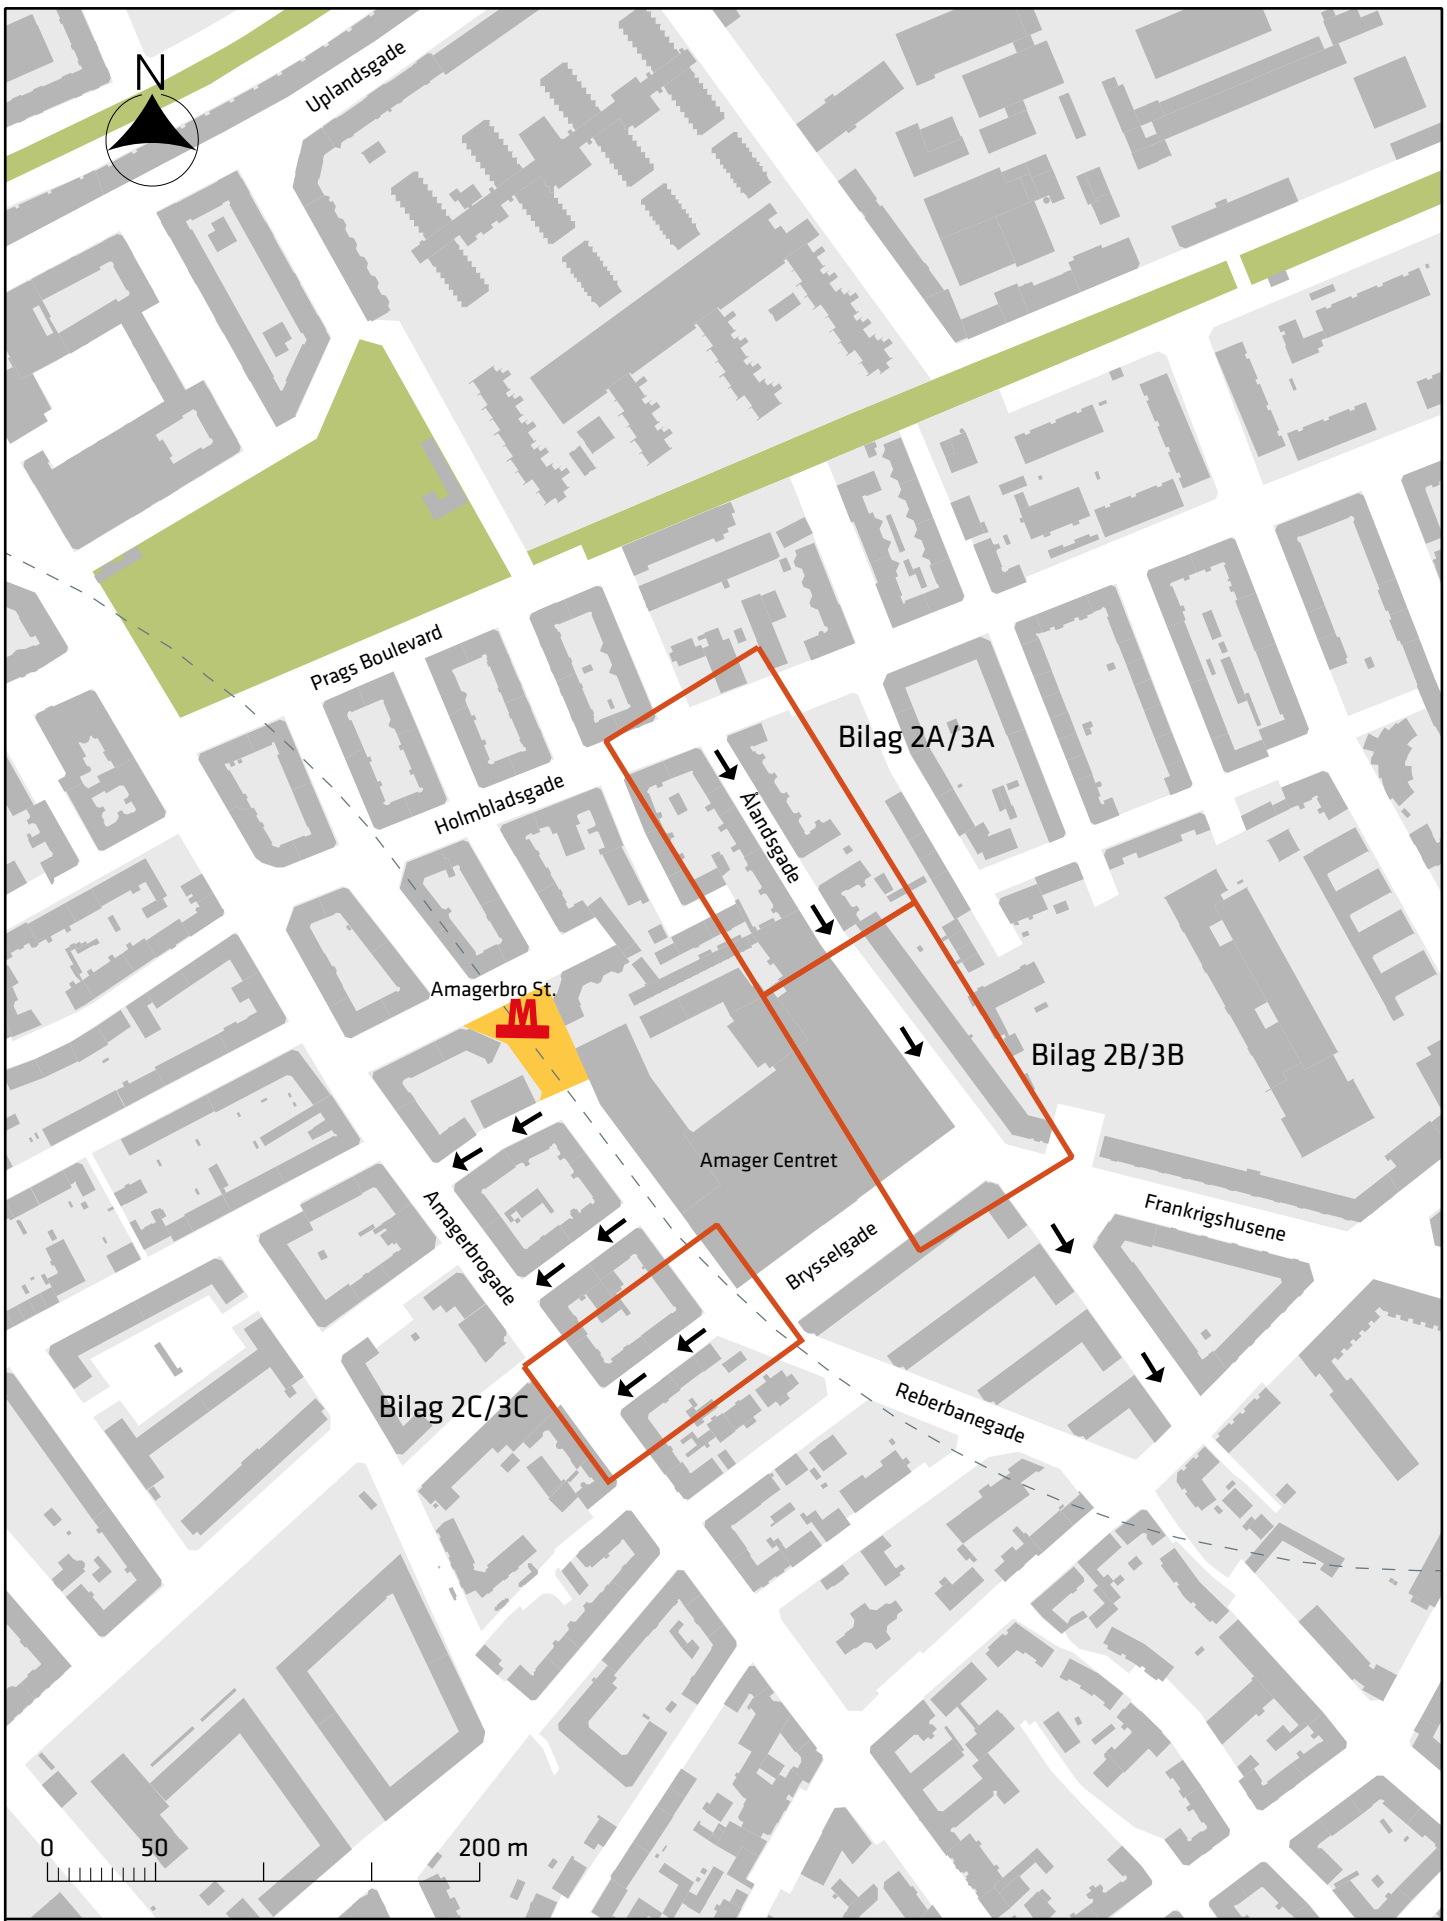 N
Uplandsgade
Prags Boulevard
Bilag 2A/3A
Holmbladsgade
Ålandsgade
Amagerbro St.
M
Bilag 2B/3B
Amager Centret
Amagerbrogade
Frankrigshusene
Brysselgade
Bilag 2C/3C
Reberbanegade
0 50 200 m